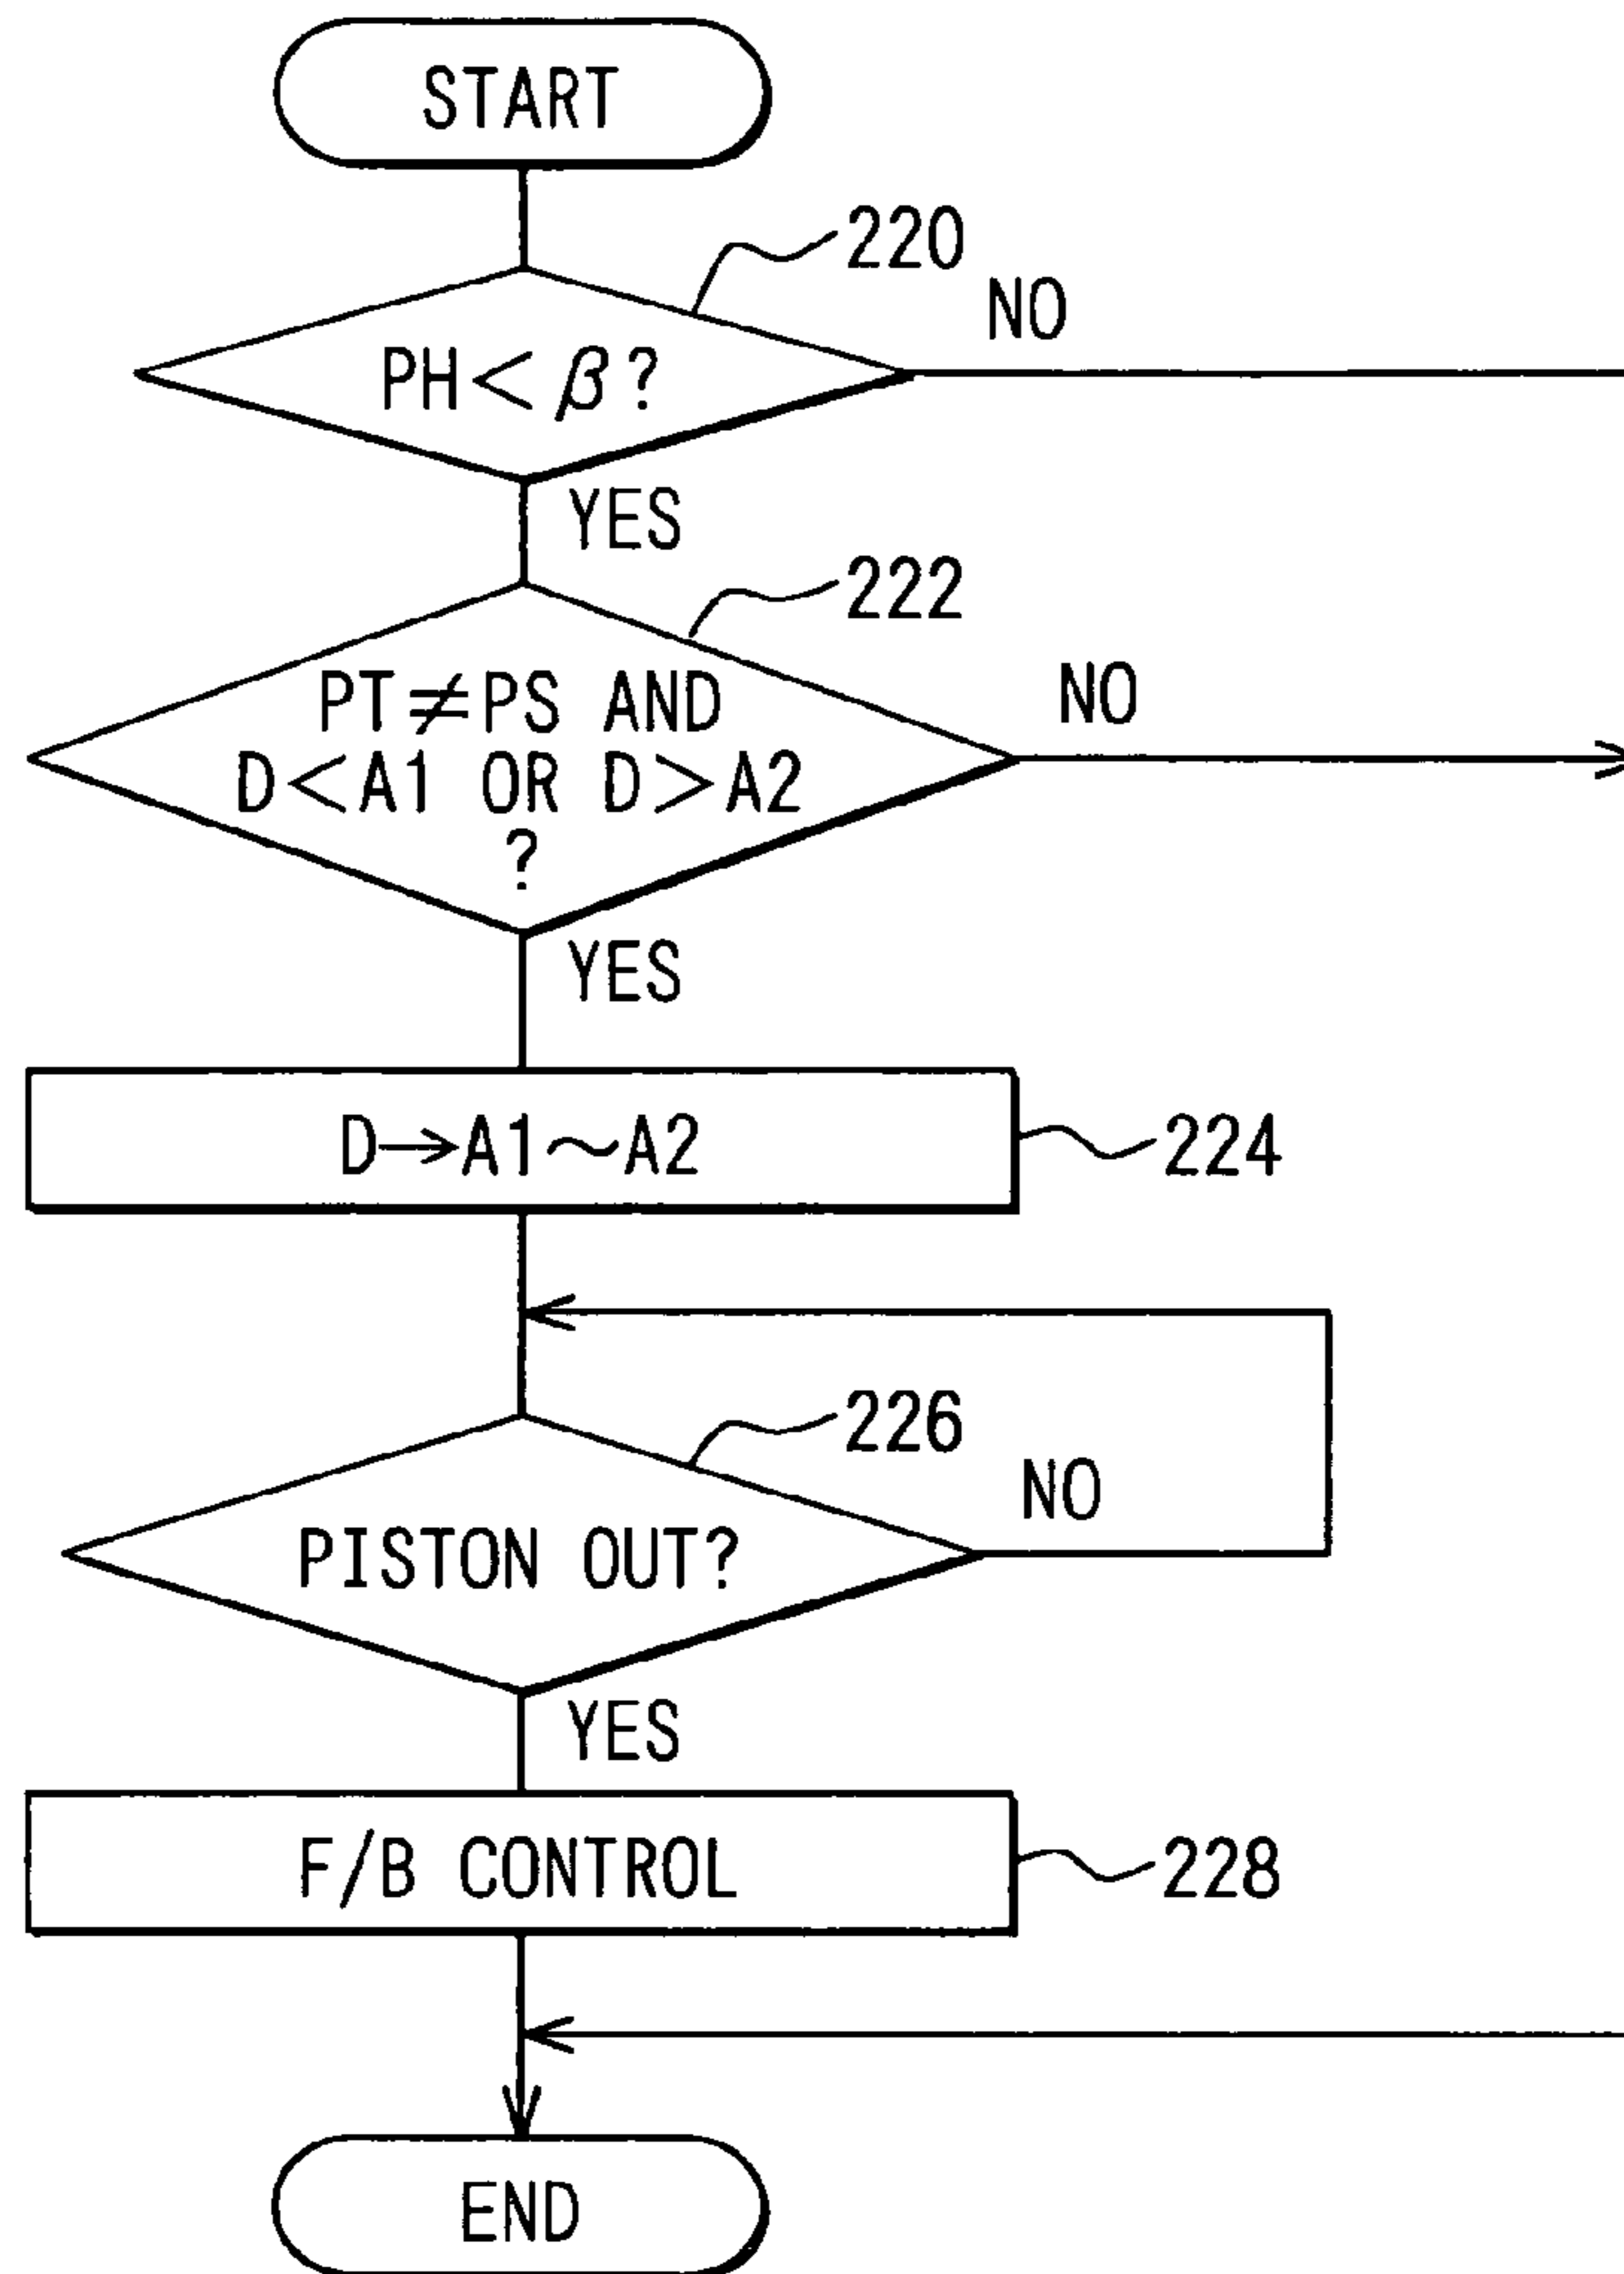 START
220
NO
PH<β?
YES
222
NO
PT≠PS AND
D<A1 OR D>A2
?
YES
D→A1~A2
224
226
NO
PISTON OUT?
YES
F/B CONTROL
228
END